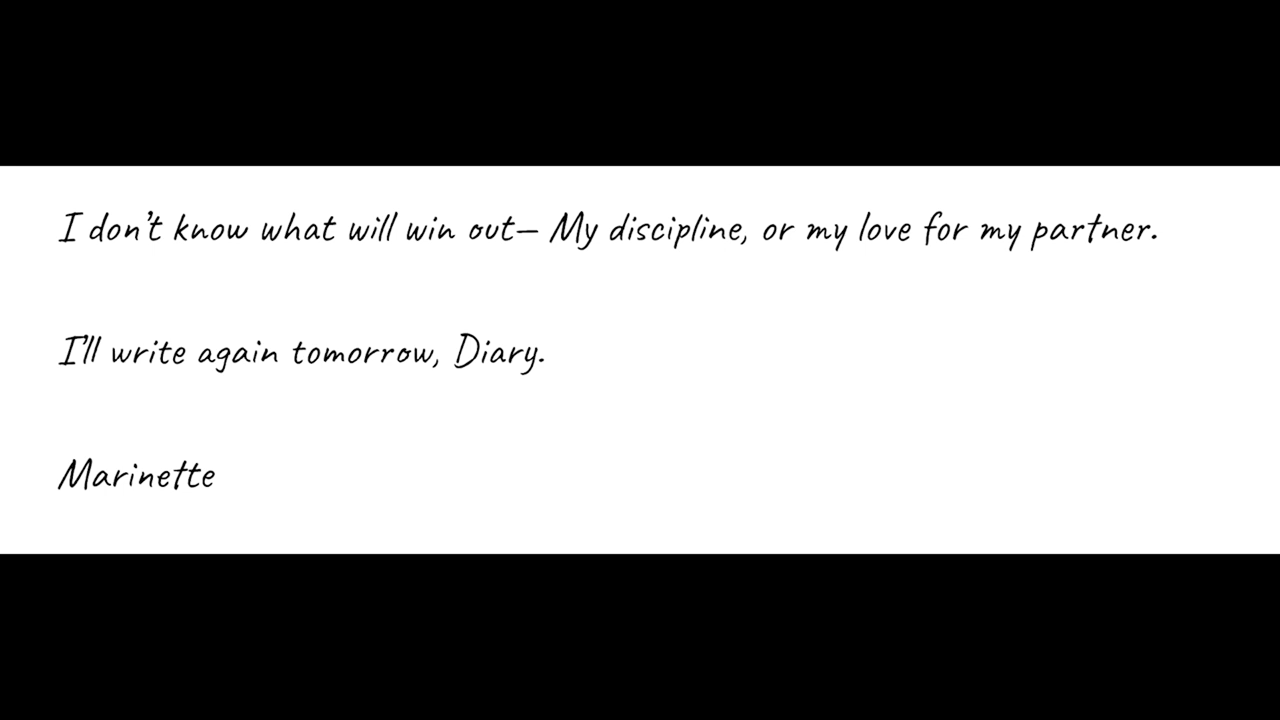 I don't know what will win out— My discipline, or my love for my partner.
I'll write again tomorrow, Diary.
Marinette